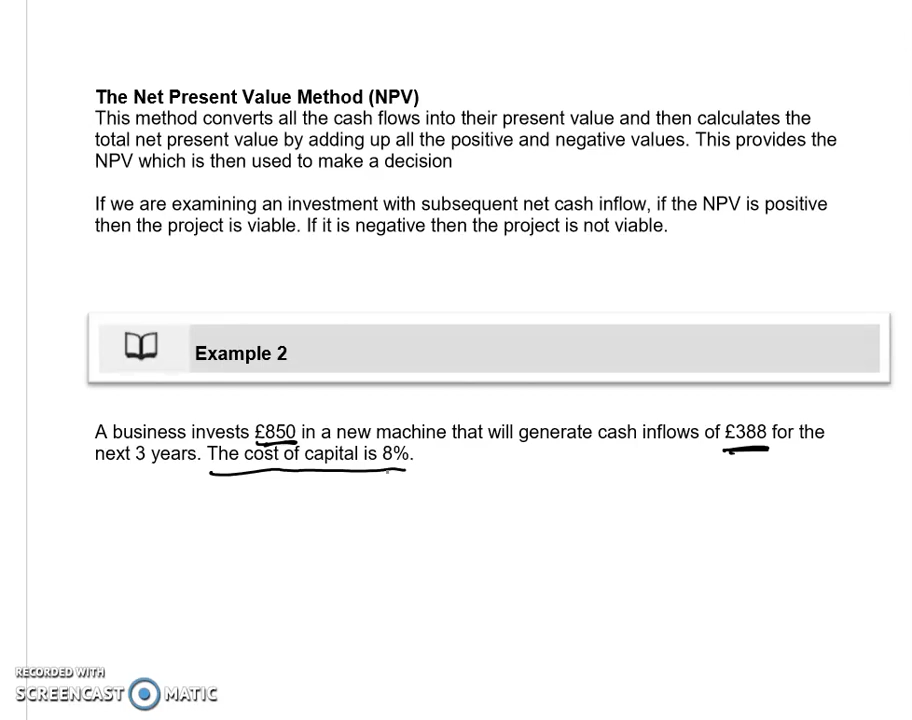 The Net Present Value Method (NPV)
This method converts all the cash flows into their present value and then calculates the
total net present value by adding up all the positive and negative values. This provides the
NPV which is then used to make a decision
If we are examining an investment with subsequent net cash inflow, if the NPV is positive
then the project is viable. If it is negative then the project is not viable.
Example 2
A business invests £850 in a new machine that will generate cash inflows of £388 for the
next 3 years. The cost of capital is 8%.
RECORDED WITH
SCREENCAST MATIC